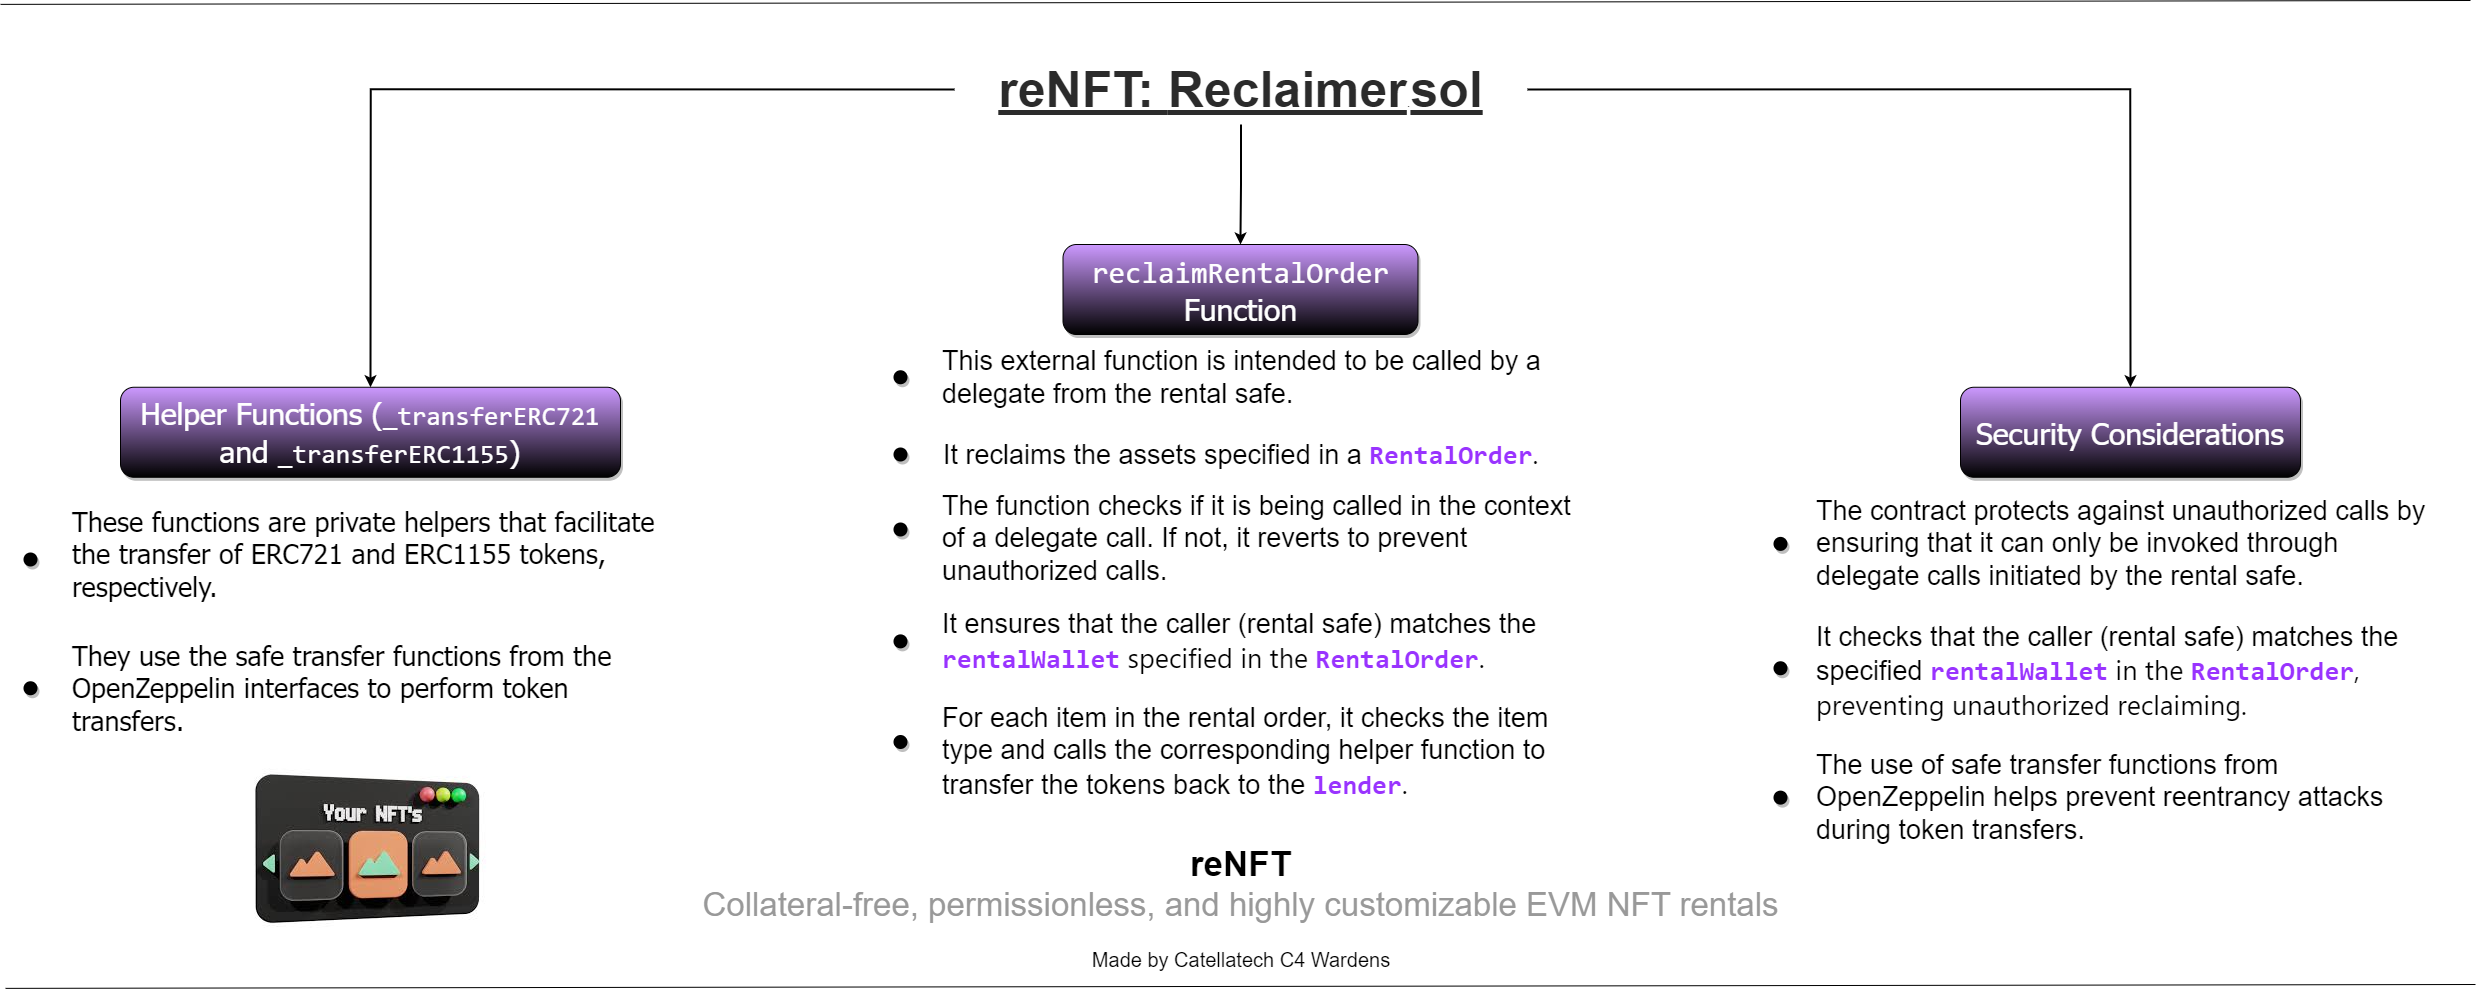 reNFT: Reclaimer.sol
reclaimRentalOrder
Function
This external function is intended to be called by a
delegate from the rental safe.
It reclaims the assets specified in a RentalOrder.
The function checks if it is being called in the context
of a delegate call. If not, it reverts to prevent
unauthorized calls.
It ensures that the caller (rental safe) matches the
rentalWallet specified in the RentalOrder.
For each item in the rental order, it checks the item
type and calls the corresponding helper function to
transfer the tokens back to the lender.
Helper Functions (_transferERC721
and _transferERC1155)
These functions are private helpers that facilitate
the transfer of ERC721 and ERC1155 tokens,
respectively.
They use the safe transfer functions from the
OpenZeppelin interfaces to perform token
transfers.
Your NFT's
Security Considerations
The contract protects against unauthorized calls by
ensuring that it can only be invoked through
delegate calls initiated by the rental safe.
It checks that the caller (rental safe) matches the
specified rentalWallet in the RentalOrder,
preventing unauthorized reclaiming.
The use of safe transfer functions from
OpenZeppelin helps prevent reentrancy attacks
during token transfers.
reNFT
Collateral-free, permissionless, and highly customizable EVM NFT rentals
Made by Catellatech C4 Wardens